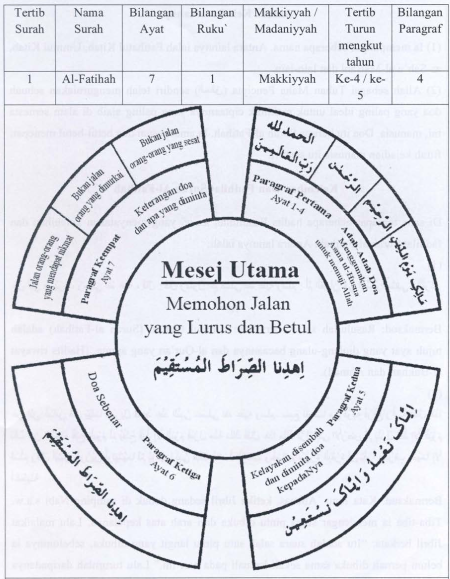 Tertib Surah
Nama Surah
Bilangan Ayat
Bilangan Ruku`
Makkiyyah / Madaniyyah
Tertib Turun mengkut tahun
Bilangan Paragraf
1
Al-Fatihah
7
1
Makkiyyah
Ke-4 / ke-5
4
الحمد لله
رب العالمين
الرحمن الرحيم
ملك يوم الدين
Paragraf Pertama
Ayat 1-4
Adab-Adab Doa
Menggunakan
Asma ul-Husna
untuk memuji Allah
إياك نعبد وإياك نستعين
Paragraf Kedua
Ayat 5
Kelayakan disembah
dan diminta doa
kepadaNya
اهدنا الصراط المستقيم
Paragraf Ketiga
Ayat 6
Doa Sebenar
Jalan orang-orang
yang mendapat nikmat
Bukan jalan
orang yang dimurkai
Bukan jalan
orang-orang yang sesat
Paragraf Keempat
Ayat 7
Keterangan doa
dan apa yang diminta
Mesej Utama
Memohon Jalan
yang Lurus dan Betul
اهدنا الصراط المستقيم